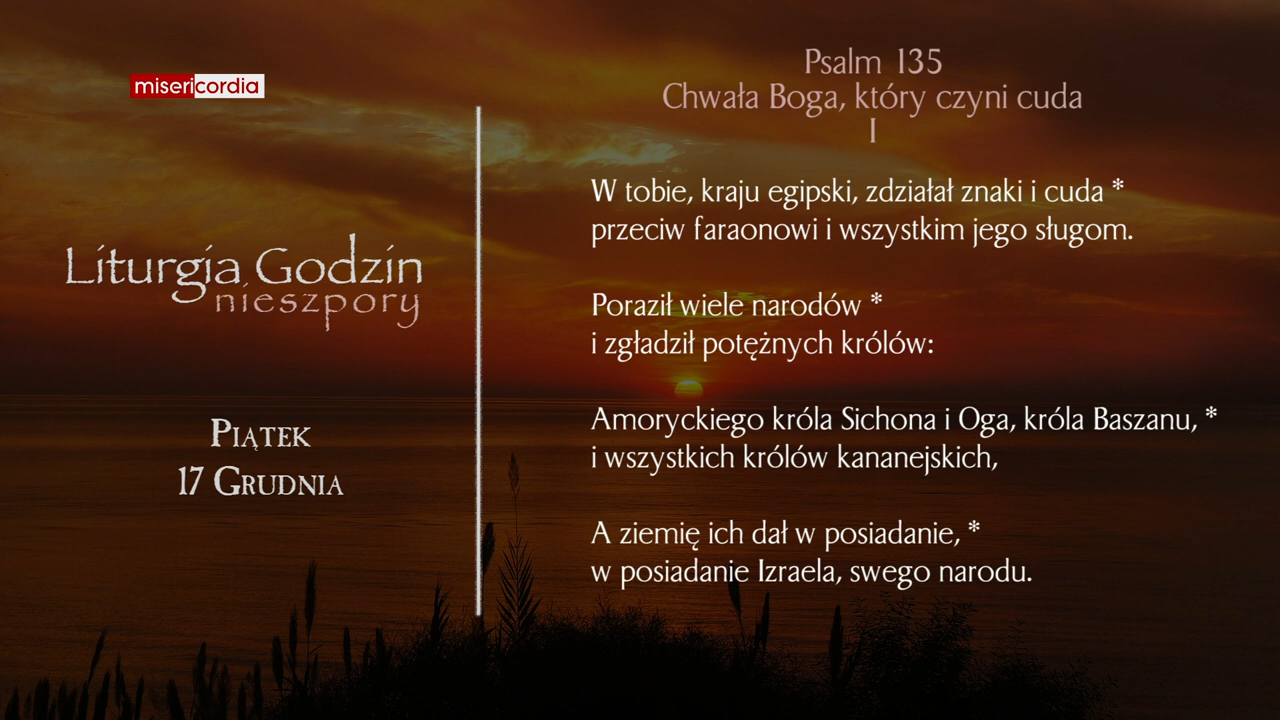 misericordia
Liturgia Godzin
nieszpory
Piątek
17 Grudnia
Psalm 135
Chwała Boga, który czyni cuda
I
W tobie, kraju egipski, zdziałał znaki i cuda *
przeciw faraonowi i wszystkim jego sługom.
Poraził wiele narodów *
i zgładził potężnych królów:
Amoryckiego króla Sichona i Oga, króla Baszanu, *
i wszystkich królów kananejskich,
A ziemię ich dał w posiadanie, *
w posiadanie Izraela, swego narodu.